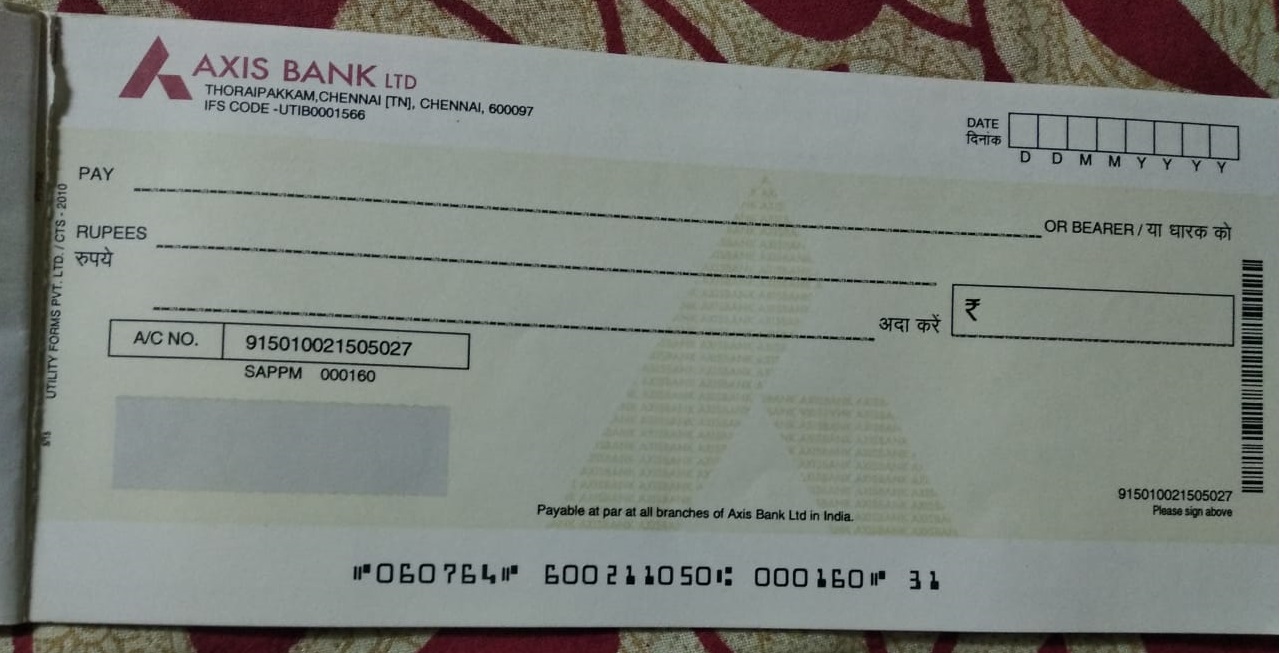 AXIS BANK LTD
THORAIPAKKAM,CHENNAI [TN], CHENNAI, 600097
IFS CODE -UTIB0001566
DATE
दिनांक
D D M M Y Y Y Y
PAY
OR BEARER / या धारक को
RUPEES
रुपये
अदा करें
₹
A/C NO. 915010021505027
SAPPM 000160
UTILITY FORMS PVT. LTD. / CTS - 2010
915010021505027
Please sign above
Payable at par at all branches of Axis Bank Ltd in India.
⑈060764⑈ 600211050⑆ 000160⑈ 31